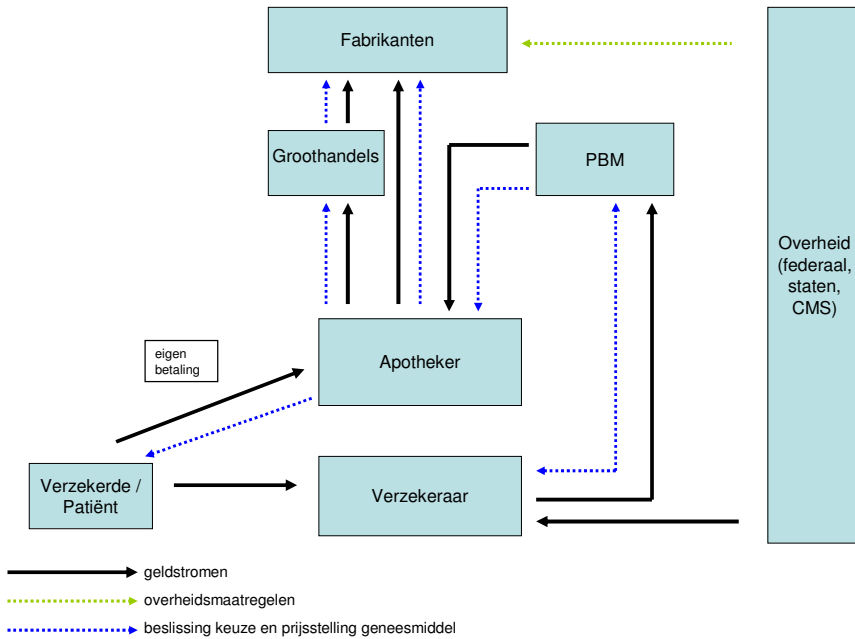 Fabrikanten
Groothandels
PBM
Overheid
(federaal,
staten,
CMS)
eigen
betaling
Apotheker
Verzekerde /
Patiënt
Verzekeraar
geldstromen
overheidsmaatregelen
beslissing keuze en prijsstelling geneesmiddel